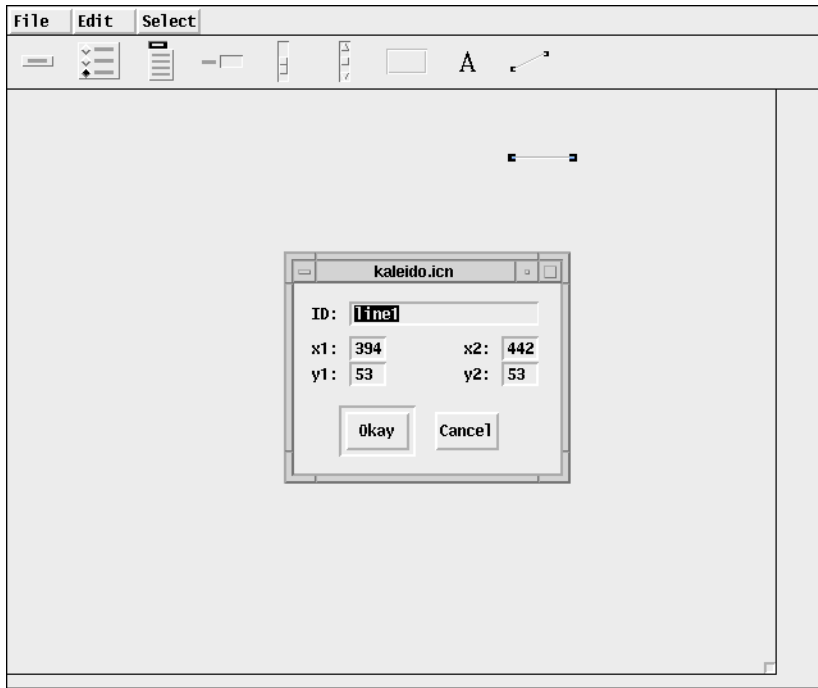 File Edit Select
A
kaleido.icn
ID: line1
x1: 394 x2: 442
y1: 53 y2: 53
Okay Cancel